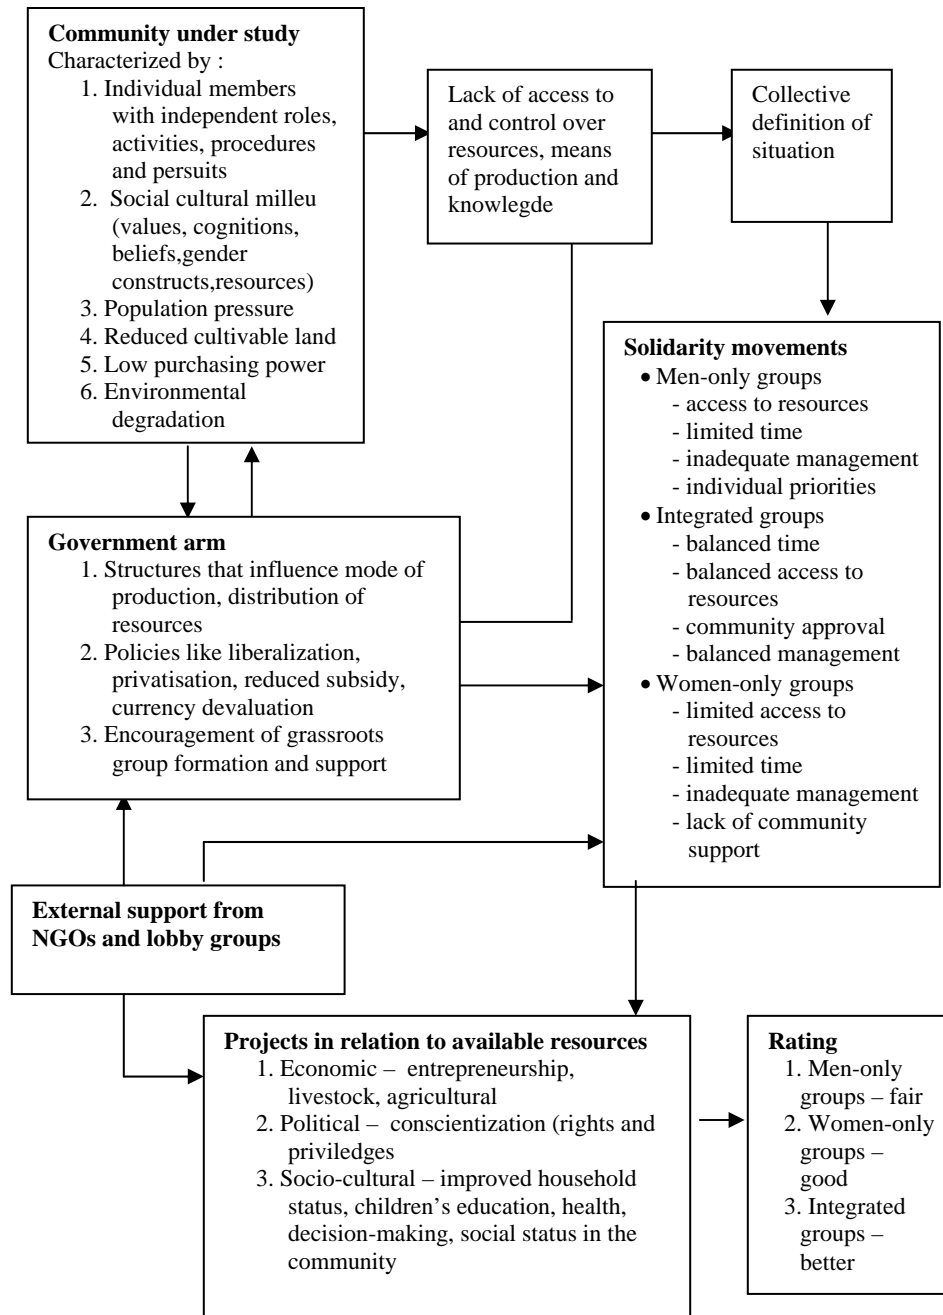 Community under study
Characterized by :
1. Individual members
with independent roles,
activities, procedures
and persuits
2. Social cultural milleu
(values, cognitions,
beliefs,gender
constructs,resources)
3. Population pressure
4. Reduced cultivable land
5. Low purchasing power
6. Environmental
degradation
Lack of access to
and control over
resources, means
of production and
knowlegde
Collective
definition of
situation
Solidarity movements
• Men-only groups
- access to resources
- limited time
- inadequate management
- individual priorities
• Integrated groups
- balanced time
- balanced access to
resources
- community approval
- balanced management
• Women-only groups
- limited access to
resources
- limited time
- inadequate management
- lack of community
support
Government arm
1. Structures that influence mode of
production, distribution of
resources
2. Policies like liberalization,
privatisation, reduced subsidy,
currency devaluation
3. Encouragement of grassroots
group formation and support
External support from
NGOs and lobby groups
Projects in relation to available resources
1. Economic – entrepreneurship,
livestock, agricultural
2. Political – conscientization (rights and
priviledges
3. Socio-cultural – improved household
status, children’s education, health,
decision-making, social status in the
community
Rating
1. Men-only
groups – fair
2. Women-only
groups –
good
3. Integrated
groups –
better